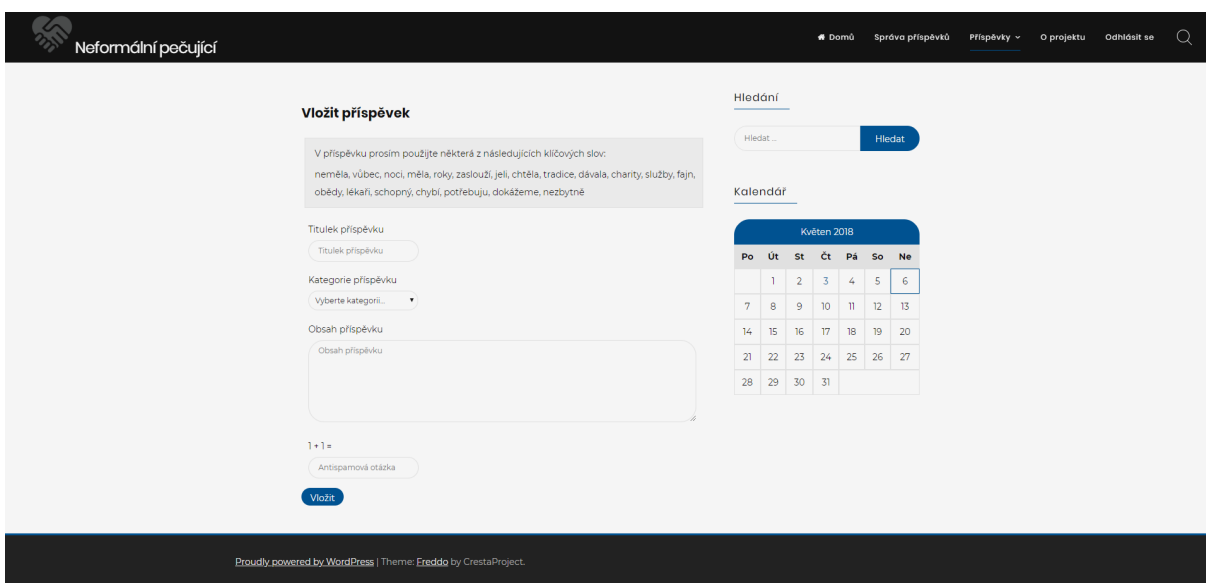 Neformální pečující
Domů Správa příspěvků Příspěvky O projektu Odhlásit se
Vložit příspěvek
V příspěvku prosím použijte některá z následujících klíčových slov:
neměla, vůbec, noci, měla, roky, zaslouží, jeli, chtěla, tradice, dávala, charity, služby, fajn,
obědy, lékaři, schopný, chybí, potřebuju, dokážeme, nezbytně
Titulek příspěvku
Titulek příspěvku
Kategorie příspěvku
Vyberte kategorii...
Obsah příspěvku
Obsah příspěvku
1 + 1 =
Antispamová otázka
Vložit
Hledání
Hledat ... Hledat
Kalendář
Květen 2018
Po Út St Čt Pá So Ne
1 2 3 4 5 6
7 8 9 10 11 12 13
14 15 16 17 18 19 20
21 22 23 24 25 26 27
28 29 30 31
Proudly powered by WordPress | Theme: Freddo by CrestaProject.